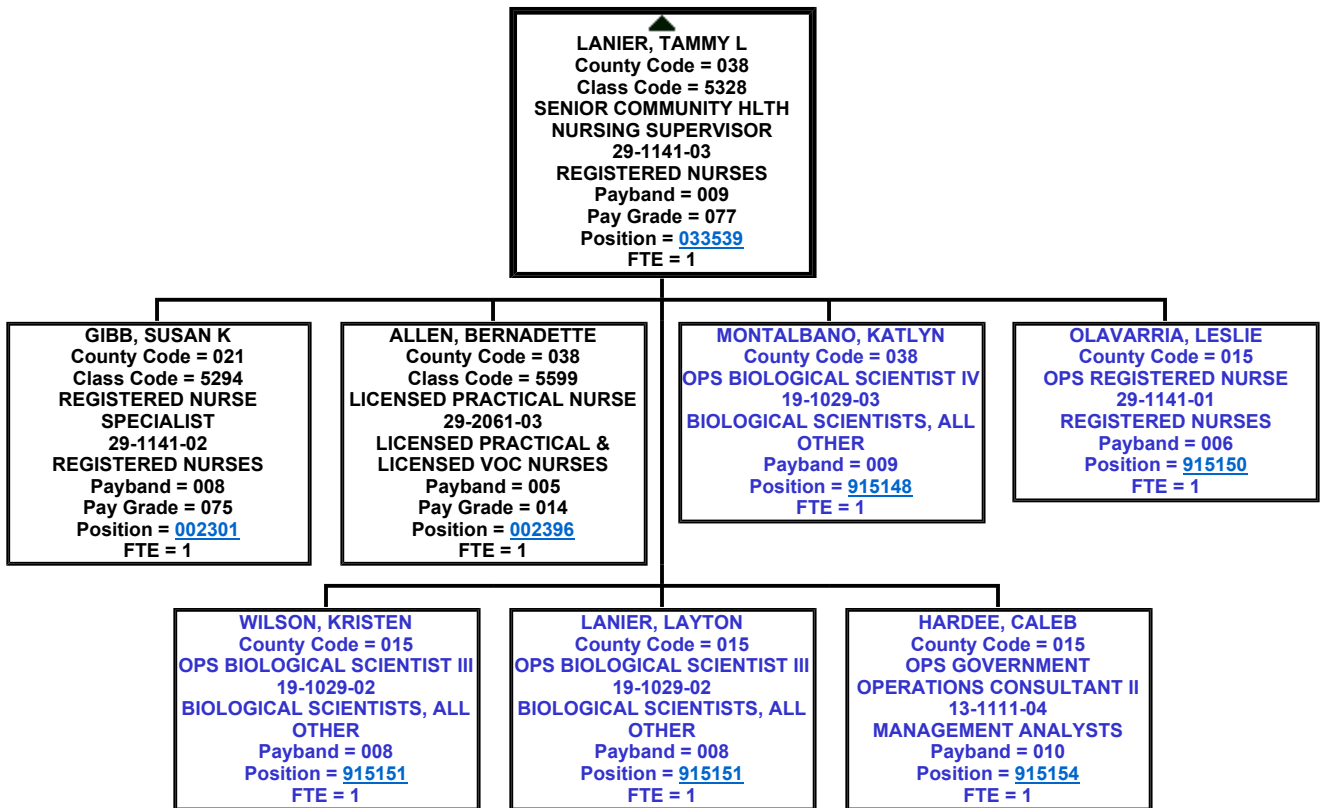 LANIER, TAMMY L
County Code = 038
Class Code = 5328
SENIOR COMMUNITY HLTH
NURSING SUPERVISOR
29-1141-03
REGISTERED NURSES
Payband = 009
Pay Grade = 077
Position = 033539
FTE = 1
GIBB, SUSAN K
County Code = 021
Class Code = 5294
REGISTERED NURSE
SPECIALIST
29-1141-02
REGISTERED NURSES
Payband = 008
Pay Grade = 075
Position = 002301
FTE = 1
ALLEN, BERNADETTE
County Code = 038
Class Code = 5599
LICENSED PRACTICAL NURSE
29-2061-03
LICENSED PRACTICAL &
LICENSED VOC NURSES
Payband = 005
Pay Grade = 014
Position = 002396
FTE = 1
MONTALBANO, KATLYN
County Code = 038
OPS BIOLOGICAL SCIENTIST IV
19-1029-03
BIOLOGICAL SCIENTISTS, ALL
OTHER
Payband = 009
Position = 915148
FTE = 1
OLAVARRIA, LESLIE
County Code = 015
OPS REGISTERED NURSE
29-1141-01
REGISTERED NURSES
Payband = 006
Position = 915150
FTE = 1
WILSON, KRISTEN
County Code = 015
OPS BIOLOGICAL SCIENTIST III
19-1029-02
BIOLOGICAL SCIENTISTS, ALL
OTHER
Payband = 008
Position = 915151
FTE = 1
LANIER, LAYTON
County Code = 015
OPS BIOLOGICAL SCIENTIST III
19-1029-02
BIOLOGICAL SCIENTISTS, ALL
OTHER
Payband = 008
Position = 915151
FTE = 1
HARDEE, CALEB
County Code = 015
OPS GOVERNMENT
OPERATIONS CONSULTANT II
13-1111-04
MANAGEMENT ANALYSTS
Payband = 010
Position = 915154
FTE = 1